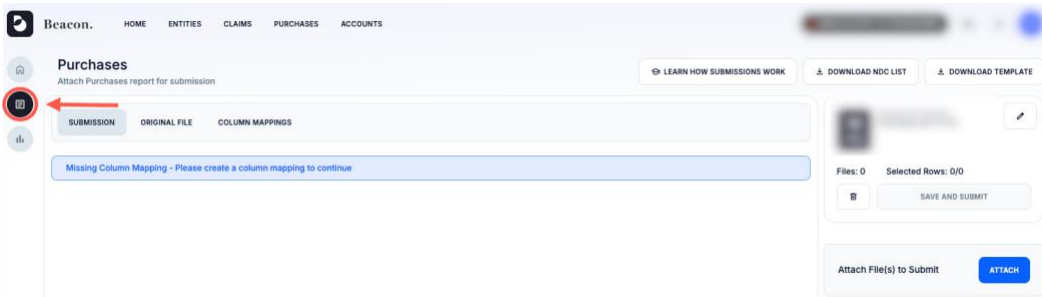 Beacon. HOME ENTITIES CLAIMS PURCHASES ACCOUNTS
Purchases
Attach Purchases report for submission
LEARN HOW SUBMISSIONS WORK DOWNLOAD NDC LIST DOWNLOAD TEMPLATE
SUBMISSION ORIGINAL FILE COLUMN MAPPINGS
Missing Column Mapping - Please create a column mapping to continue
Files: 0 Selected Rows: 0/0
SAVE AND SUBMIT
Attach File(s) to Submit ATTACH